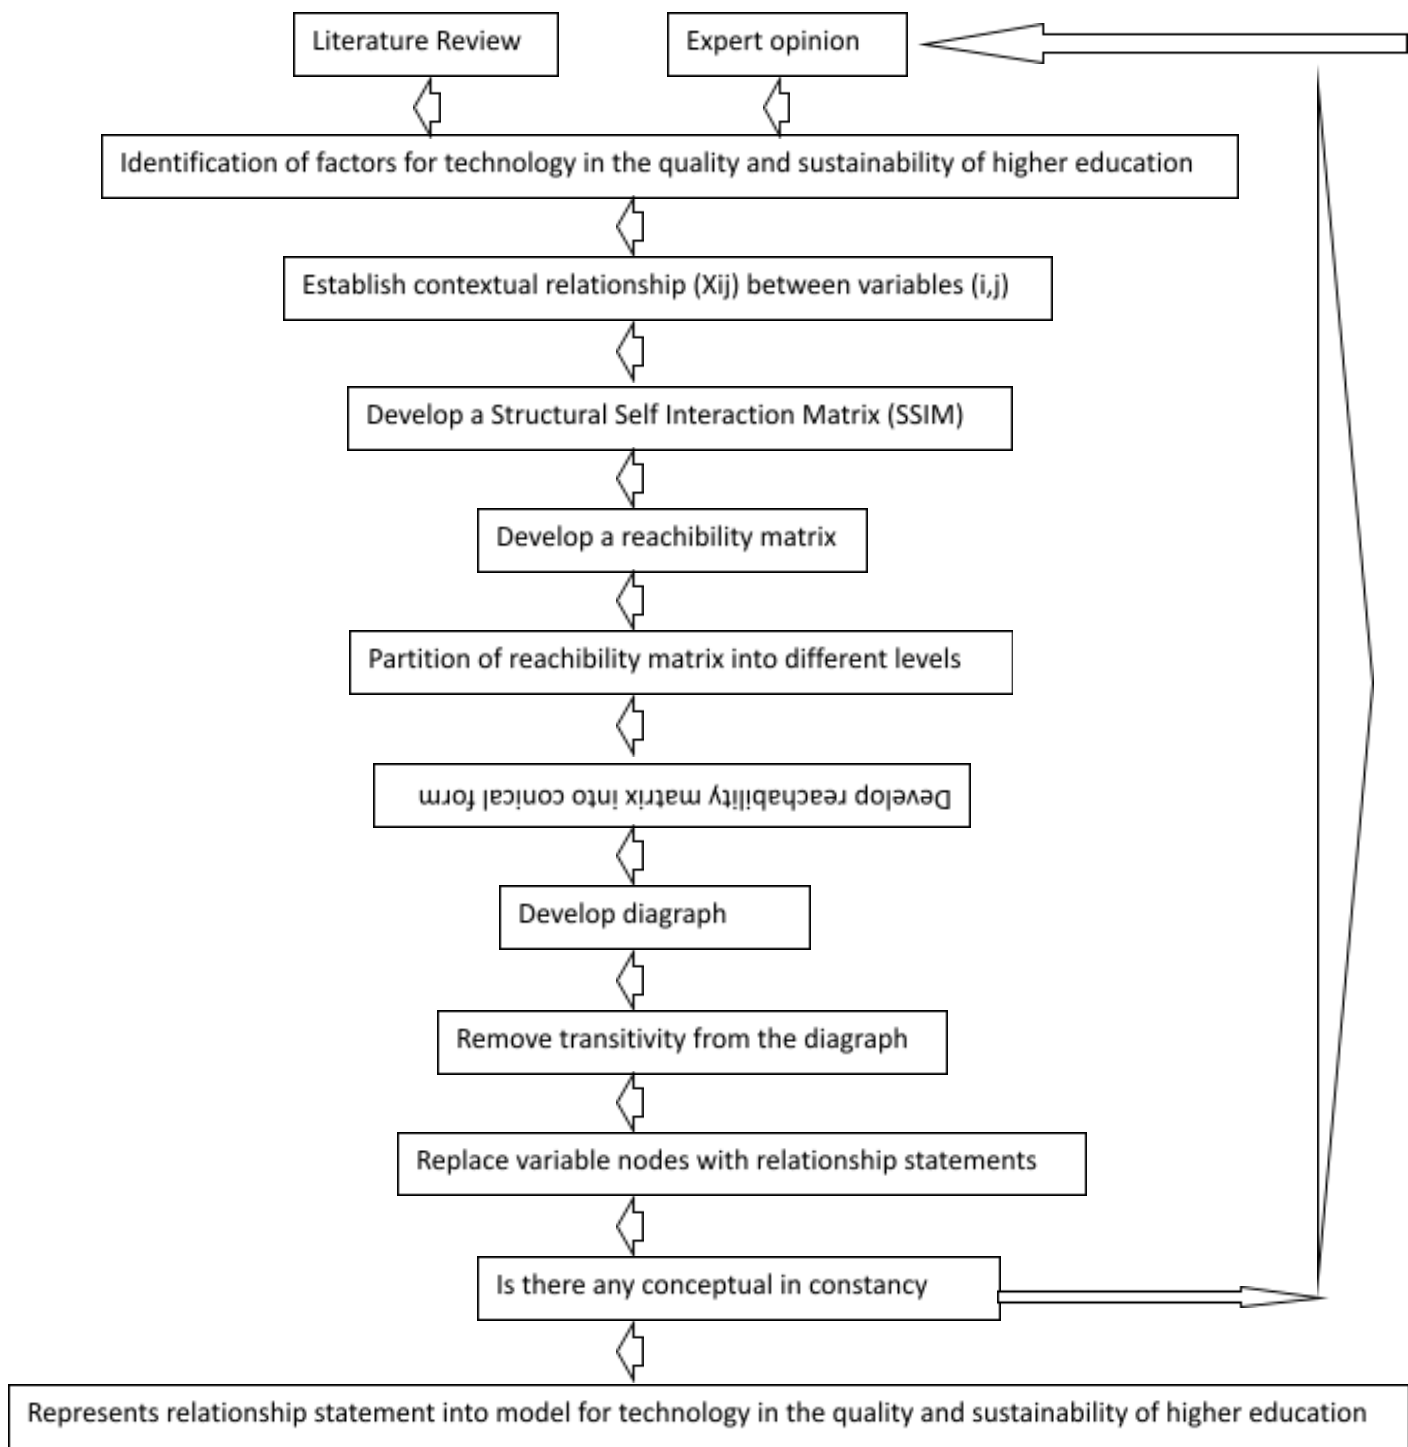 Literature Review
Expert opinion
Identification of factors for technology in the quality and sustainability of higher education
Establish contextual relationship (Xij) between variables (i,j)
Develop a Structural Self Interaction Matrix (SSIM)
Develop a reachibility matrix
Partition of reachibility matrix into different levels
Develop reachability matrix into conical form
Develop diagraph
Remove transitivity from the diagraph
Replace variable nodes with relationship statements
Is there any conceptual in constancy
Represents relationship statement into model for technology in the quality and sustainability of higher education